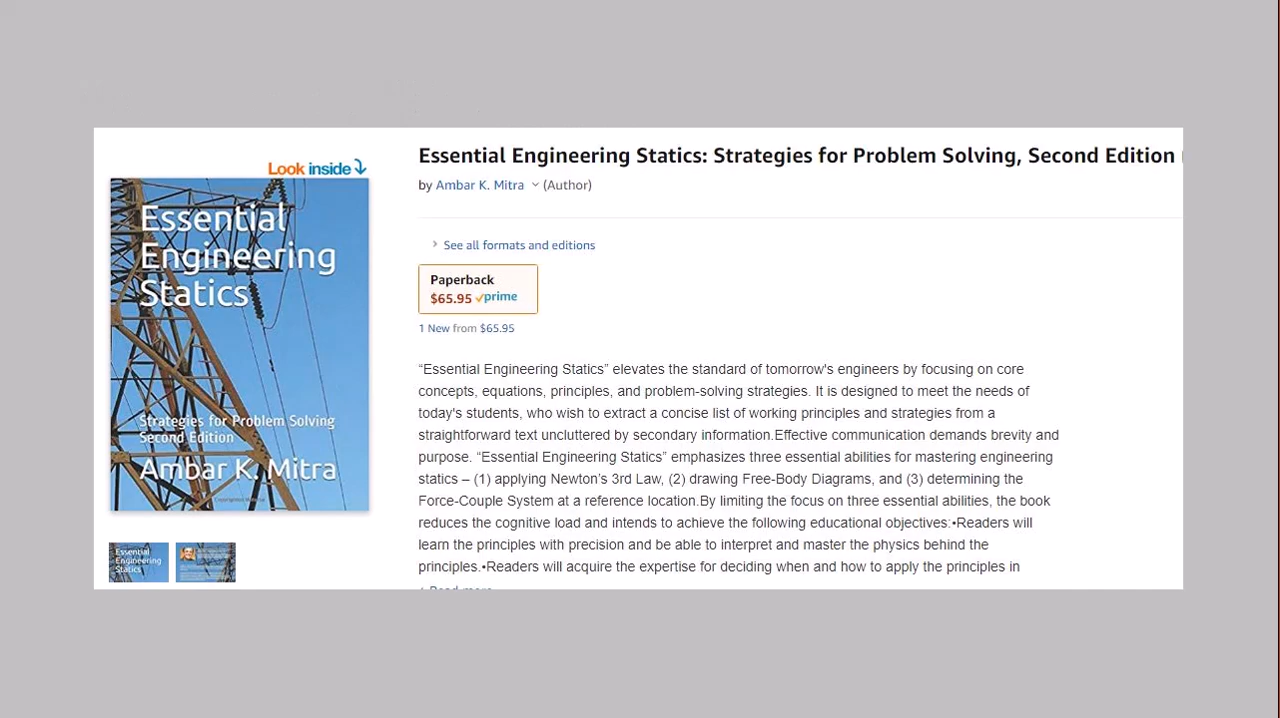 Look inside
Essential
Engineering
Statics
Strategies for Problem Solving
Second Edition
Ambar K. Mitra
Essential
Engineering
Statics
Essential Engineering Statics: Strategies for Problem Solving, Second Edition
by Ambar K. Mitra (Author)
See all formats and editions
Paperback
$65.95 prime
1 New from $65.95
“Essential Engineering Statics” elevates the standard of tomorrow's engineers by focusing on core
concepts, equations, principles, and problem-solving strategies. It is designed to meet the needs of
today's students, who wish to extract a concise list of working principles and strategies from a
straightforward text uncluttered by secondary information.Effective communication demands brevity and
purpose. “Essential Engineering Statics” emphasizes three essential abilities for mastering engineering
statics – (1) applying Newton’s 3rd Law, (2) drawing Free-Body Diagrams, and (3) determining the
Force-Couple System at a reference location.By limiting the focus on three essential abilities, the book
reduces the cognitive load and intends to achieve the following educational objectives:•Readers will
learn the principles with precision and be able to interpret and master the physics behind the
principles.•Readers will acquire the expertise for deciding when and how to apply the principles in